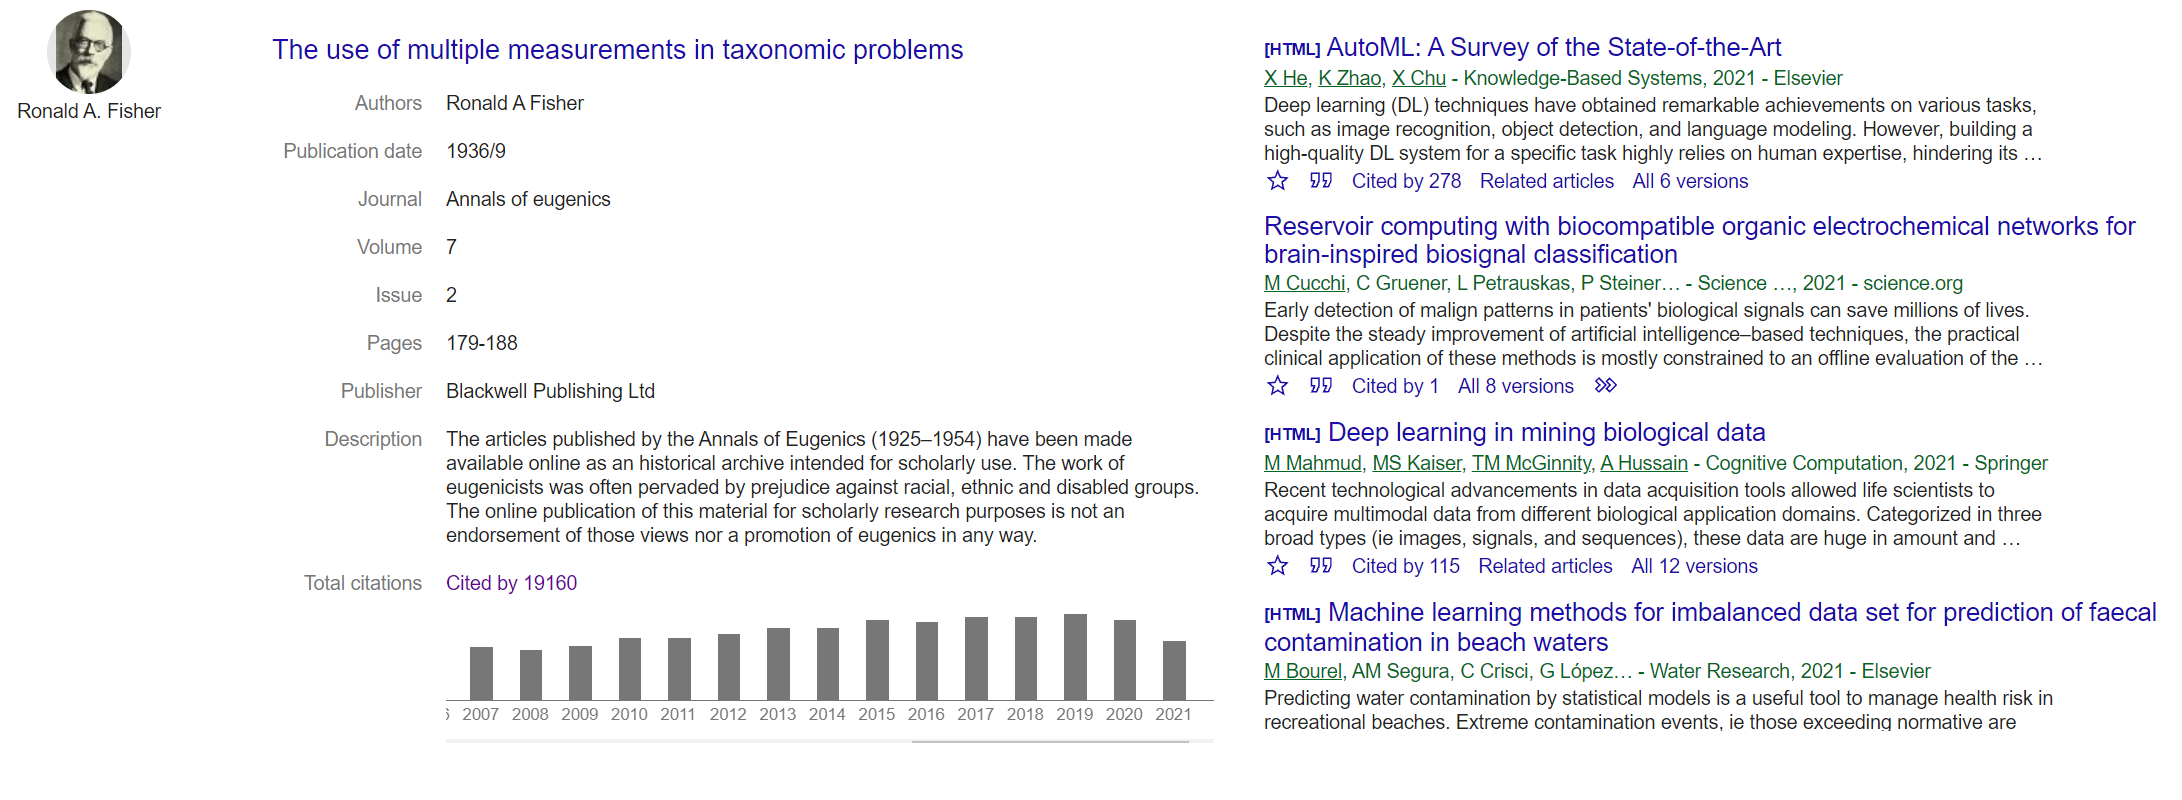 Ronald A. Fisher
The use of multiple measurements in taxonomic problems
Authors Ronald A Fisher
Publication date 1936/9
Journal Annals of eugenics
Volume 7
Issue 2
Pages 179-188
Publisher Blackwell Publishing Ltd
Description The articles published by the Annals of Eugenics (1925–1954) have been made
available online as an historical archive intended for scholarly use. The work of
eugenicists was often pervaded by prejudice against racial, ethnic and disabled groups.
The online publication of this material for scholarly research purposes is not an
endorsement of those views nor a promotion of eugenics in any way.
Total citations Cited by 19160
2007 2008 2009 2010 2011 2012 2013 2014 2015 2016 2017 2018 2019 2020 2021
[HTML] AutoML: A Survey of the State-of-the-Art
X He, K Zhao, X Chu - Knowledge-Based Systems, 2021 - Elsevier
Deep learning (DL) techniques have obtained remarkable achievements on various tasks,
such as image recognition, object detection, and language modeling. However, building a
high-quality DL system for a specific task highly relies on human expertise, hindering its …
Cited by 278 Related articles All 6 versions
Reservoir computing with biocompatible organic electrochemical networks for
brain-inspired biosignal classification
M Cucchi, C Gruener, L Petrauskas, P Steiner… - Science …, 2021 - science.org
Early detection of malign patterns in patients' biological signals can save millions of lives.
Despite the steady improvement of artificial intelligence–based techniques, the practical
clinical application of these methods is mostly constrained to an offline evaluation of the …
Cited by 1 All 8 versions
[HTML] Deep learning in mining biological data
M Mahmud, MS Kaiser, TM McGinnity, A Hussain - Cognitive Computation, 2021 - Springer
Recent technological advancements in data acquisition tools allowed life scientists to
acquire multimodal data from different biological application domains. Categorized in three
broad types (ie images, signals, and sequences), these data are huge in amount and …
Cited by 115 Related articles All 12 versions
[HTML] Machine learning methods for imbalanced data set for prediction of faecal
contamination in beach waters
M Bourel, AM Segura, C Crisci, G López… - Water Research, 2021 - Elsevier
Predicting water contamination by statistical models is a useful tool to manage health risk in
recreational beaches. Extreme contamination events, ie those exceeding normative are